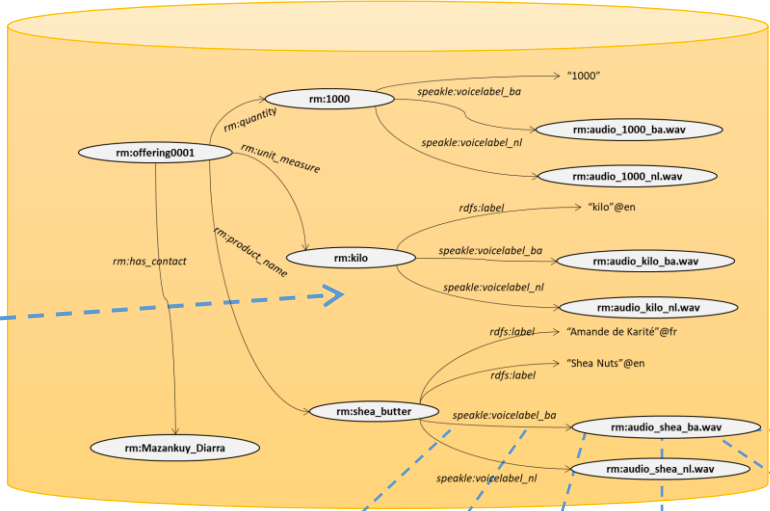 "1000"
rm:1000
speakle:voicelabel_ba
rm:quantity
rm:audio_1000_ba.wav
speakle:voicelabel_nl
rm:offering0001
rm:unit_measure
rm:audio_1000_nl.wav
rdfs:label
"kilo"@en
rm:product_name
speakle:voicelabel_ba
rm:has_contact
rm:kilo
rm:audio_kilo_ba.wav
speakle:voicelabel_nl
rm:audio_kilo_nl.wav
rdfs:label
"Amande de Karité"@fr
"Shea Nuts"@en
rdfs:label
rm:shea_butter
speakle:voicelabel_ba
rm:audio_shea_ba.wav
rm:Mazankuy_Diarra
rm:audio_shea_nl.wav
speakle:voicelabel_nl